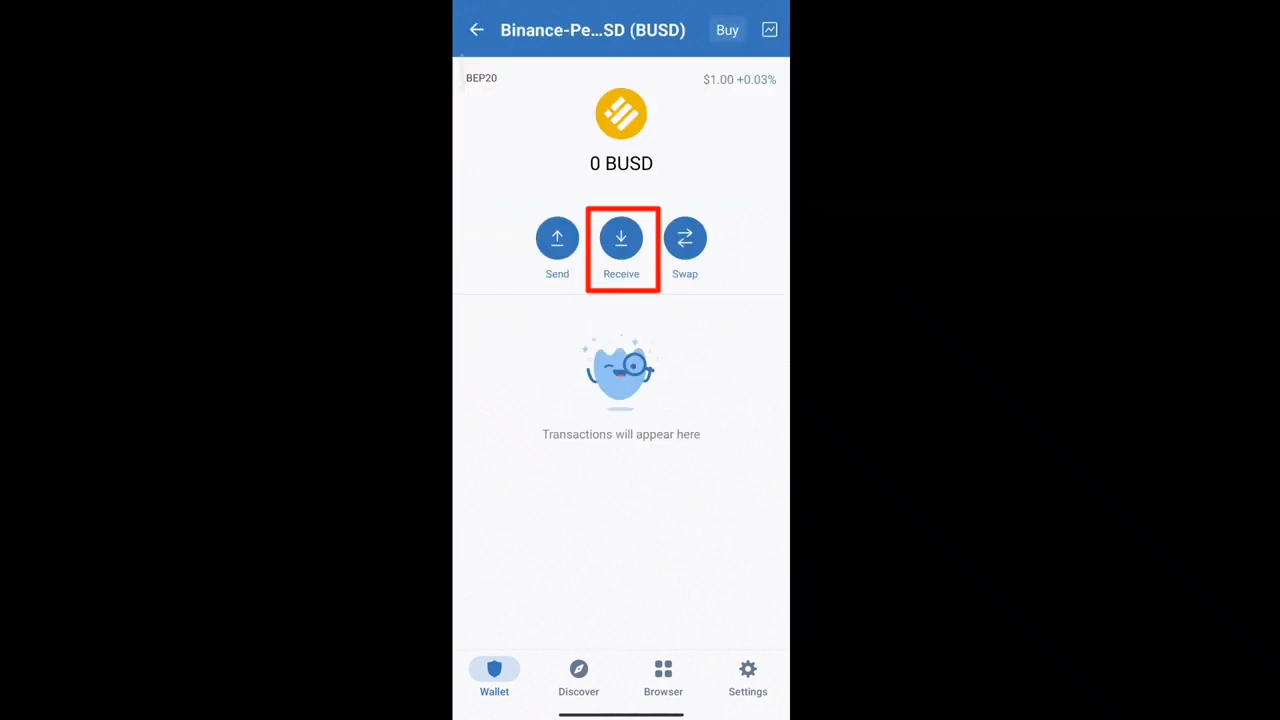 Binance-Pe...SD (BUSD)
Buy
BEP20
$1.00 +0.03%
0 BUSD
Send
Receive
Swap
Transactions will appear here
Wallet
Discover
Browser
Settings